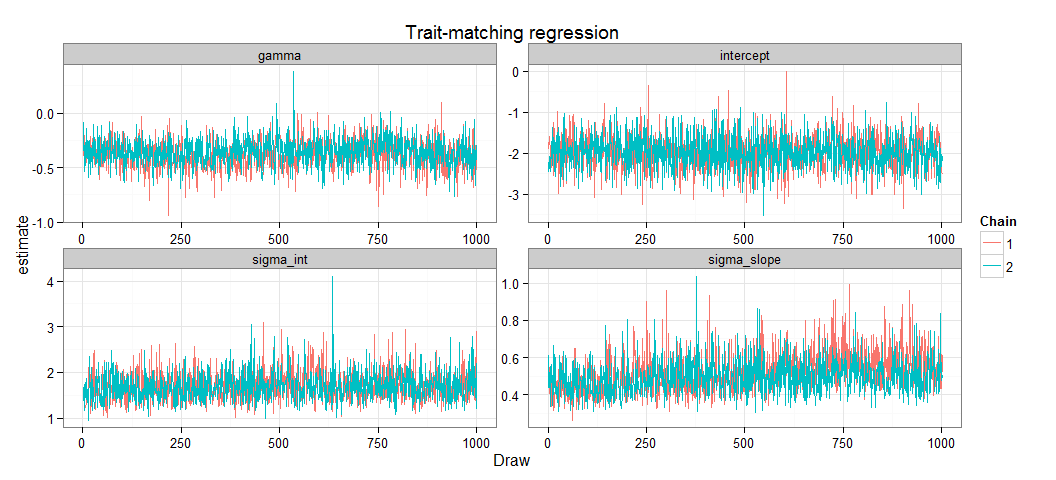 Trait-matching regression
gamma
intercept
0.0
-0.5
-1.0
0
-1
-2
-3
0 250 500 750 1000
0 250 500 750 1000
estimate
sigma_int
sigma_slope
4
3
2
1
1.0
0.8
0.6
0.4
0 250 500 750 1000
0 250 500 750 1000
Draw
Chain
1
2